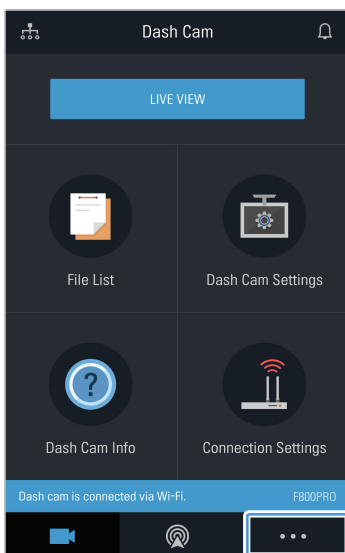 Dash Cam
LIVE VIEW
File List
Dash Cam Settings
?
Dash Cam Info
Connection Settings
Dash cam is connected via Wi-Fi.
F800PRO